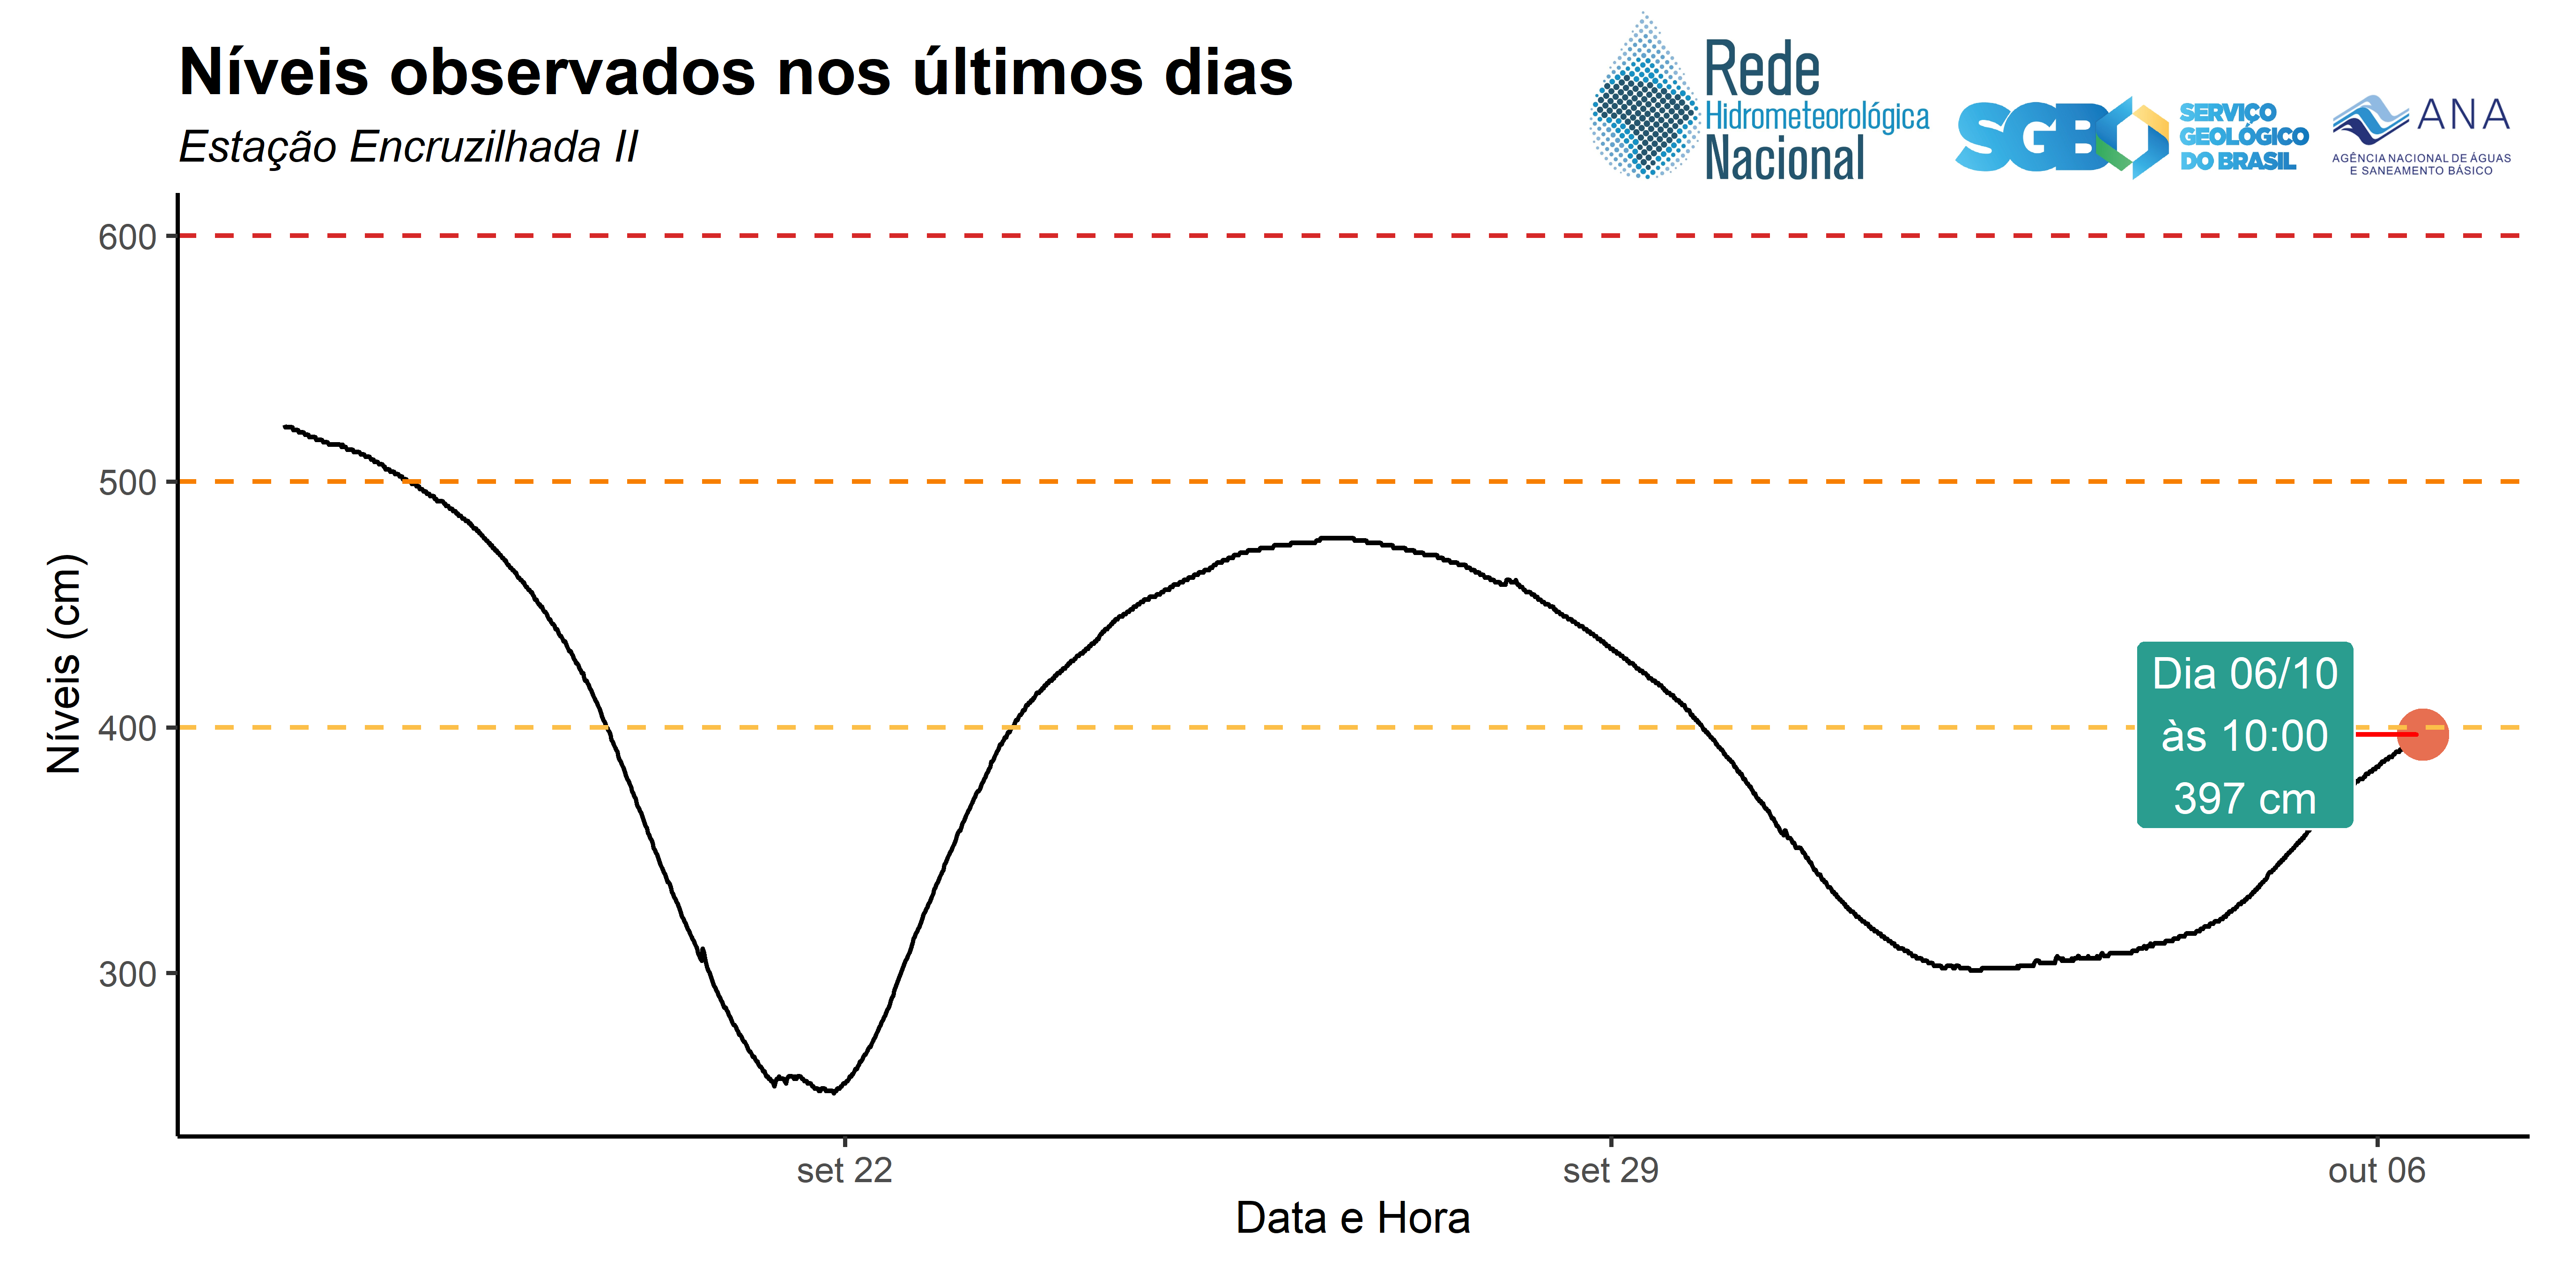 Níveis observados nos últimos dias
Estação Encruzilhada II
Rede
Hidrometeorológica
Nacional
SGB
SERVIÇO
GEOLÓGICO
DO BRASIL
ANA
AGÊNCIA NACIONAL DE ÁGUAS
E SANEAMENTO BÁSICO
Níveis (cm)
600
500
400
300
Dia 06/10
às 10:00
397 cm
set 22
set 29
out 06
Data e Hora